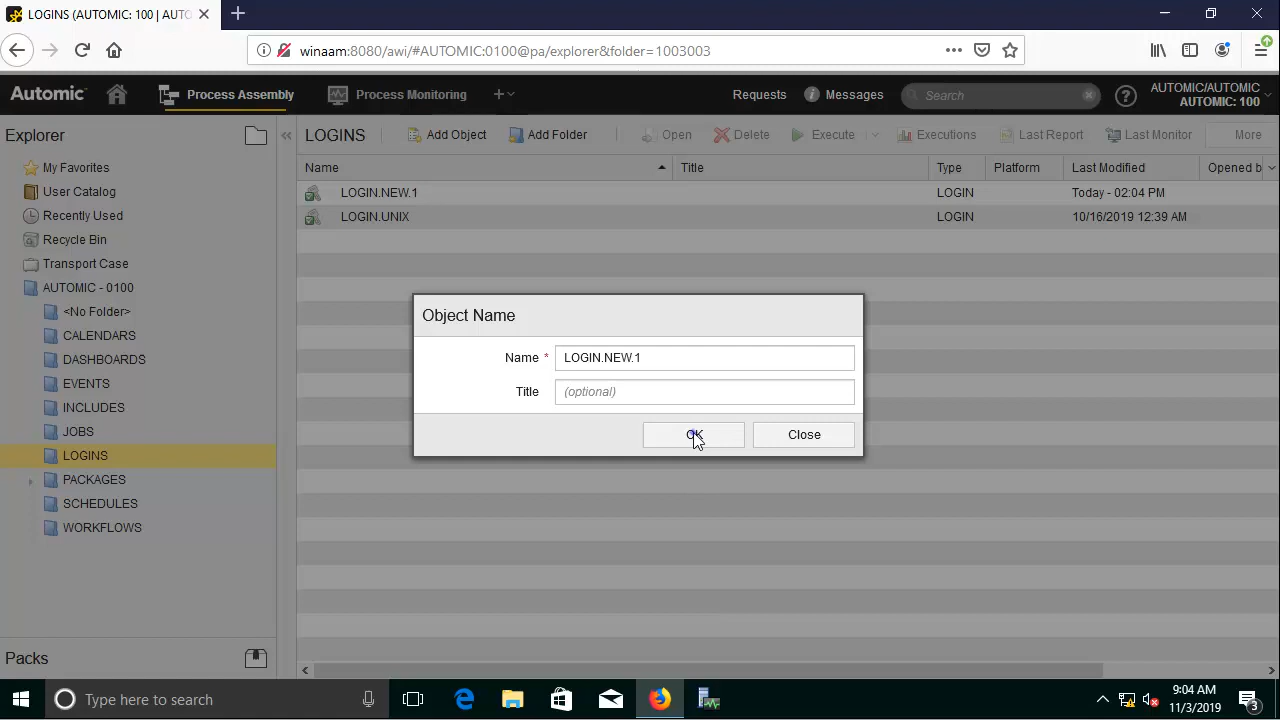 LOGINS (AUTOMIC: 100 | AUTO
winaam:8080/awi/#AUTOMIC:0100@pa/explorer&folder=1003003
Automic
Process Assembly
Process Monitoring
Requests
Messages
Search
AUTOMIC/AUTOMIC
AUTOMIC: 100
Explorer
LOGINS
Add Object
Add Folder
Open
Delete
Execute
Executions
Last Report
Last Monitor
More
My Favorites
User Catalog
Recently Used
Recycle Bin
Transport Case
AUTOMIC - 0100
<No Folder>
CALENDARS
DASHBOARDS
EVENTS
INCLUDES
JOBS
LOGINS
PACKAGES
SCHEDULES
WORKFLOWS
Packs
Name Title Type Platform Last Modified Opened b
LOGIN.NEW.1 LOGIN Today - 02:04 PM
LOGIN.UNIX LOGIN 10/16/2019 12:39 AM
Object Name
Name * LOGIN.NEW.1
Title (optional)
OK Close
Type here to search
9:04 AM
11/3/2019
3